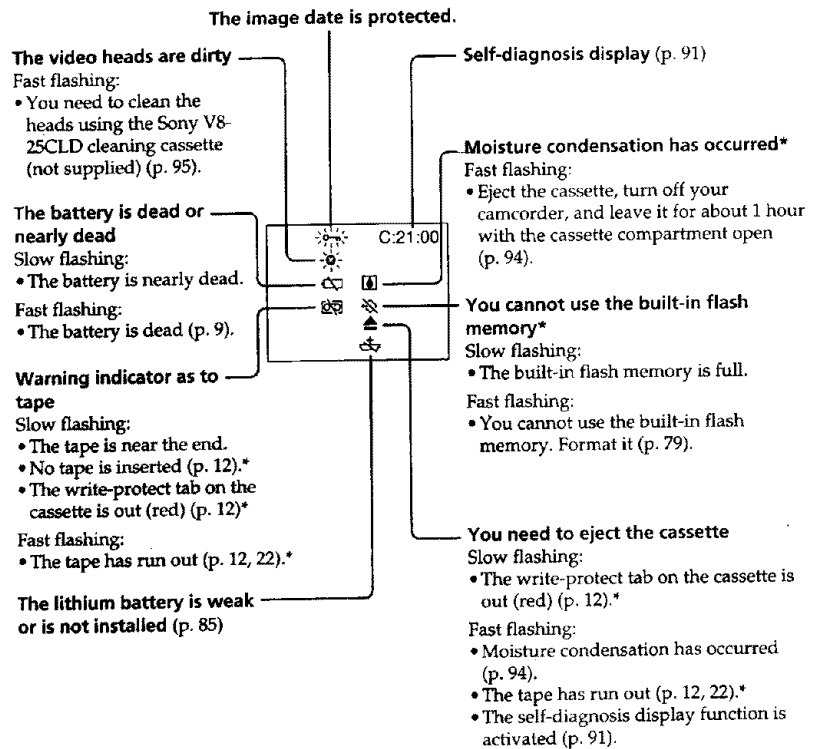 The image date is protected.
The video heads are dirty
Fast flashing:
• You need to clean the
heads using the Sony V8-
25CLD cleaning cassette
(not supplied) (p. 95).
The battery is dead or
nearly dead
Slow flashing:
• The battery is nearly dead.
Fast flashing:
• The battery is dead (p. 9).
Warning indicator as to
tape
Slow flashing:
• The tape is near the end.
• No tape is inserted (p. 12).*
• The write-protect tab on the
cassette is out (red) (p. 12)*
Fast flashing:
• The tape has run out (p. 12, 22).*
The lithium battery is weak
or is not installed (p. 85)
C:21:00
Self-diagnosis display (p. 91)
Moisture condensation has occurred*
Fast flashing:
• Eject the cassette, turn off your
camcorder, and leave it for about 1 hour
with the cassette compartment open
(p. 94).
You cannot use the built-in flash
memory*
Slow flashing:
• The built-in flash memory is full.
Fast flashing:
• You cannot use the built-in flash
memory. Format it (p. 79).
You need to eject the cassette
Slow flashing:
• The write-protect tab on the cassette is
out (red) (p. 12).*
Fast flashing:
• Moisture condensation has occurred
(p. 94).
• The tape has run out (p. 12, 22).*
• The self-diagnosis display function is
activated (p. 91).